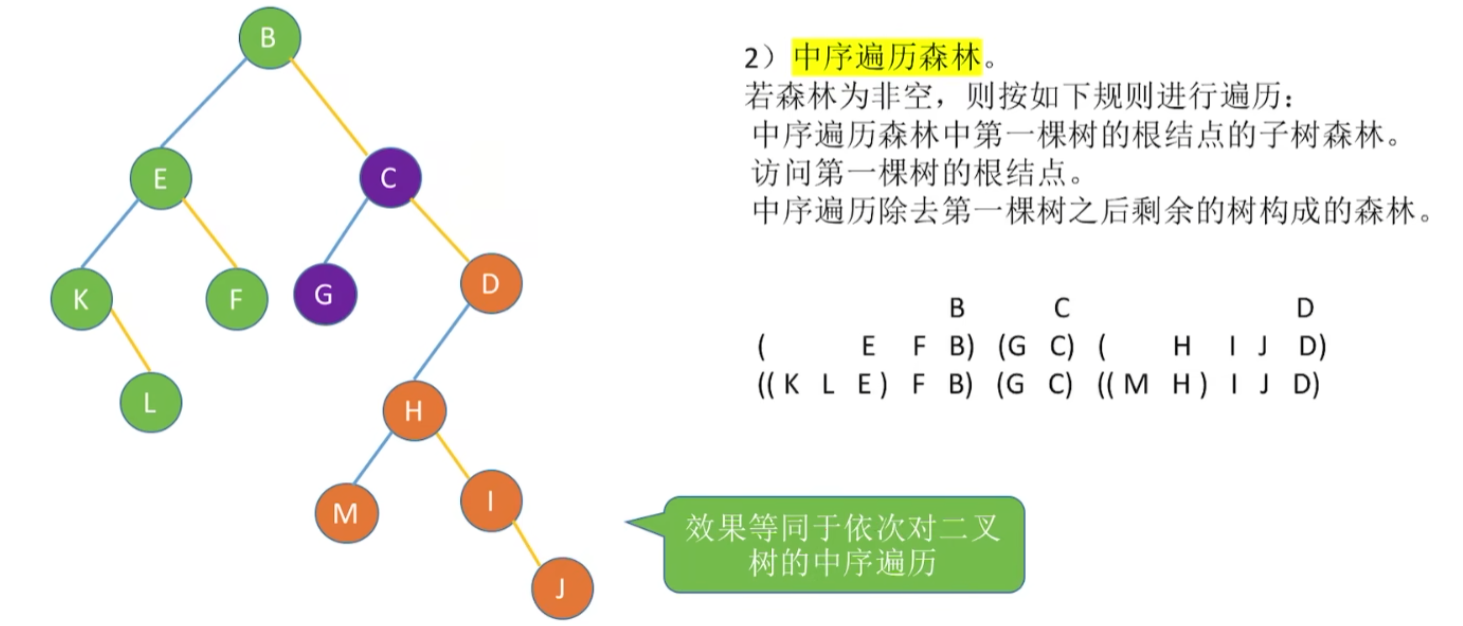 B
E
C
K
F
G
D
L
H
M
I
J
2）中序遍历森林。
若森林为非空，则按如下规则进行遍历：
中序遍历森林中第一棵树的根结点的子树森林。
访问第一棵树的根结点。
中序遍历除去第一棵树之后剩余的树构成的森林。
B C D
( E F B) (G C) ( H I J D)
((K L E) F B) (G C) ((M H) I J D)
效果等同于依次对二叉
树的中序遍历